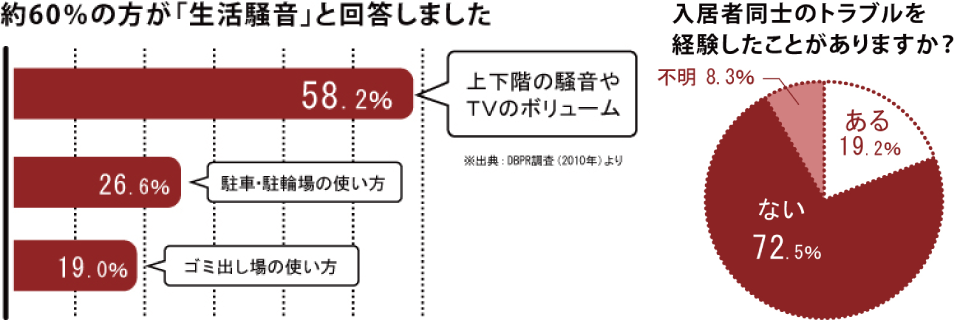 約60%の方が「生活騒音」と回答しました
58.2%
上下階の騒音や
TVのボリューム
※出典：DBPR調査（2010年）より
26.6%
駐車・駐輪場の使い方
19.0%
ゴミ出し場の使い方
入居者同士のトラブルを
経験したことがありますか？
不明 8.3%
ある
19.2%
ない
72.5%